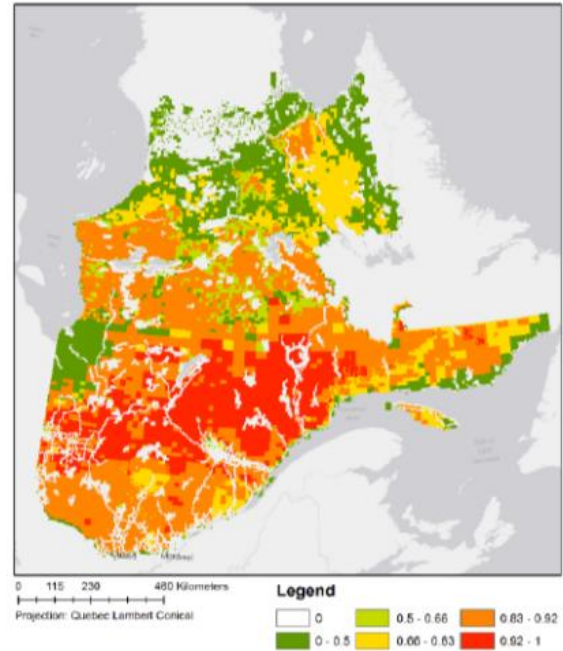 Montreal
0 115 230 460 Kilometers
Projection: Quebec Lambert Conical
Legend
0
0 - 0.5
0.5 - 0.66
0.66 - 0.83
0.83 - 0.92
0.92 - 1